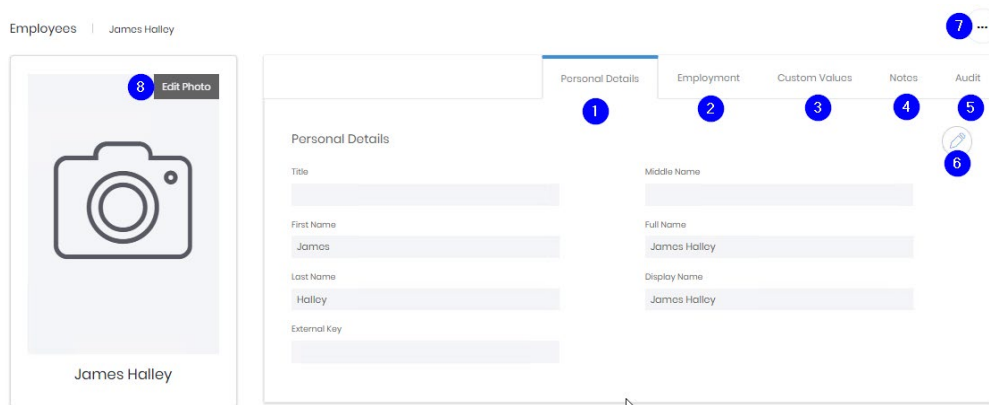 Employees | James Halley
7 ...
8 Edit Photo
Personal Details Employment Custom Values Notes Audit
1 2 3 4 5
Personal Details
6
Title Middle Name
First Name Full Name
James James Halley
Last Name Display Name
Halley James Halley
External Key
James Halley